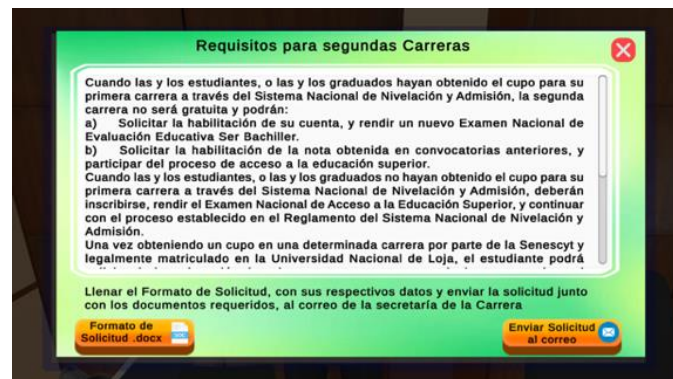 Requisitos para segundas Carreras
Cuando las y los estudiantes, o las y los graduados hayan obtenido el cupo para su
primera carrera a través del Sistema Nacional de Nivelación y Admisión, la segunda
carrera no será gratuita y podrán:
a) Solicitar la habilitación de su cuenta, y rendir un nuevo Examen Nacional de
Evaluación Educativa Ser Bachiller.
b) Solicitar la habilitación de la nota obtenida en convocatorias anteriores, y
participar del proceso de acceso a la educación superior.
Cuando las y los estudiantes, o las y los graduados no hayan obtenido el cupo para su
primera carrera a través del Sistema Nacional de Nivelación y Admisión, deberán
inscribirse, rendir el Examen Nacional de Acceso a la Educación Superior, y continuar
con el proceso establecido en el Reglamento del Sistema Nacional de Nivelación y
Admisión.
Una vez obteniendo un cupo en una determinada carrera por parte de la Senescyt y
legalmente matriculado en la Universidad Nacional de Loja, el estudiante podrá
Llenar el Formato de Solicitud, con sus respectivos datos y enviar la solicitud junto
con los documentos requeridos, al correo de la secretaría de la Carrera
Formato de
Solicitud .docx
Enviar Solicitud
al correo